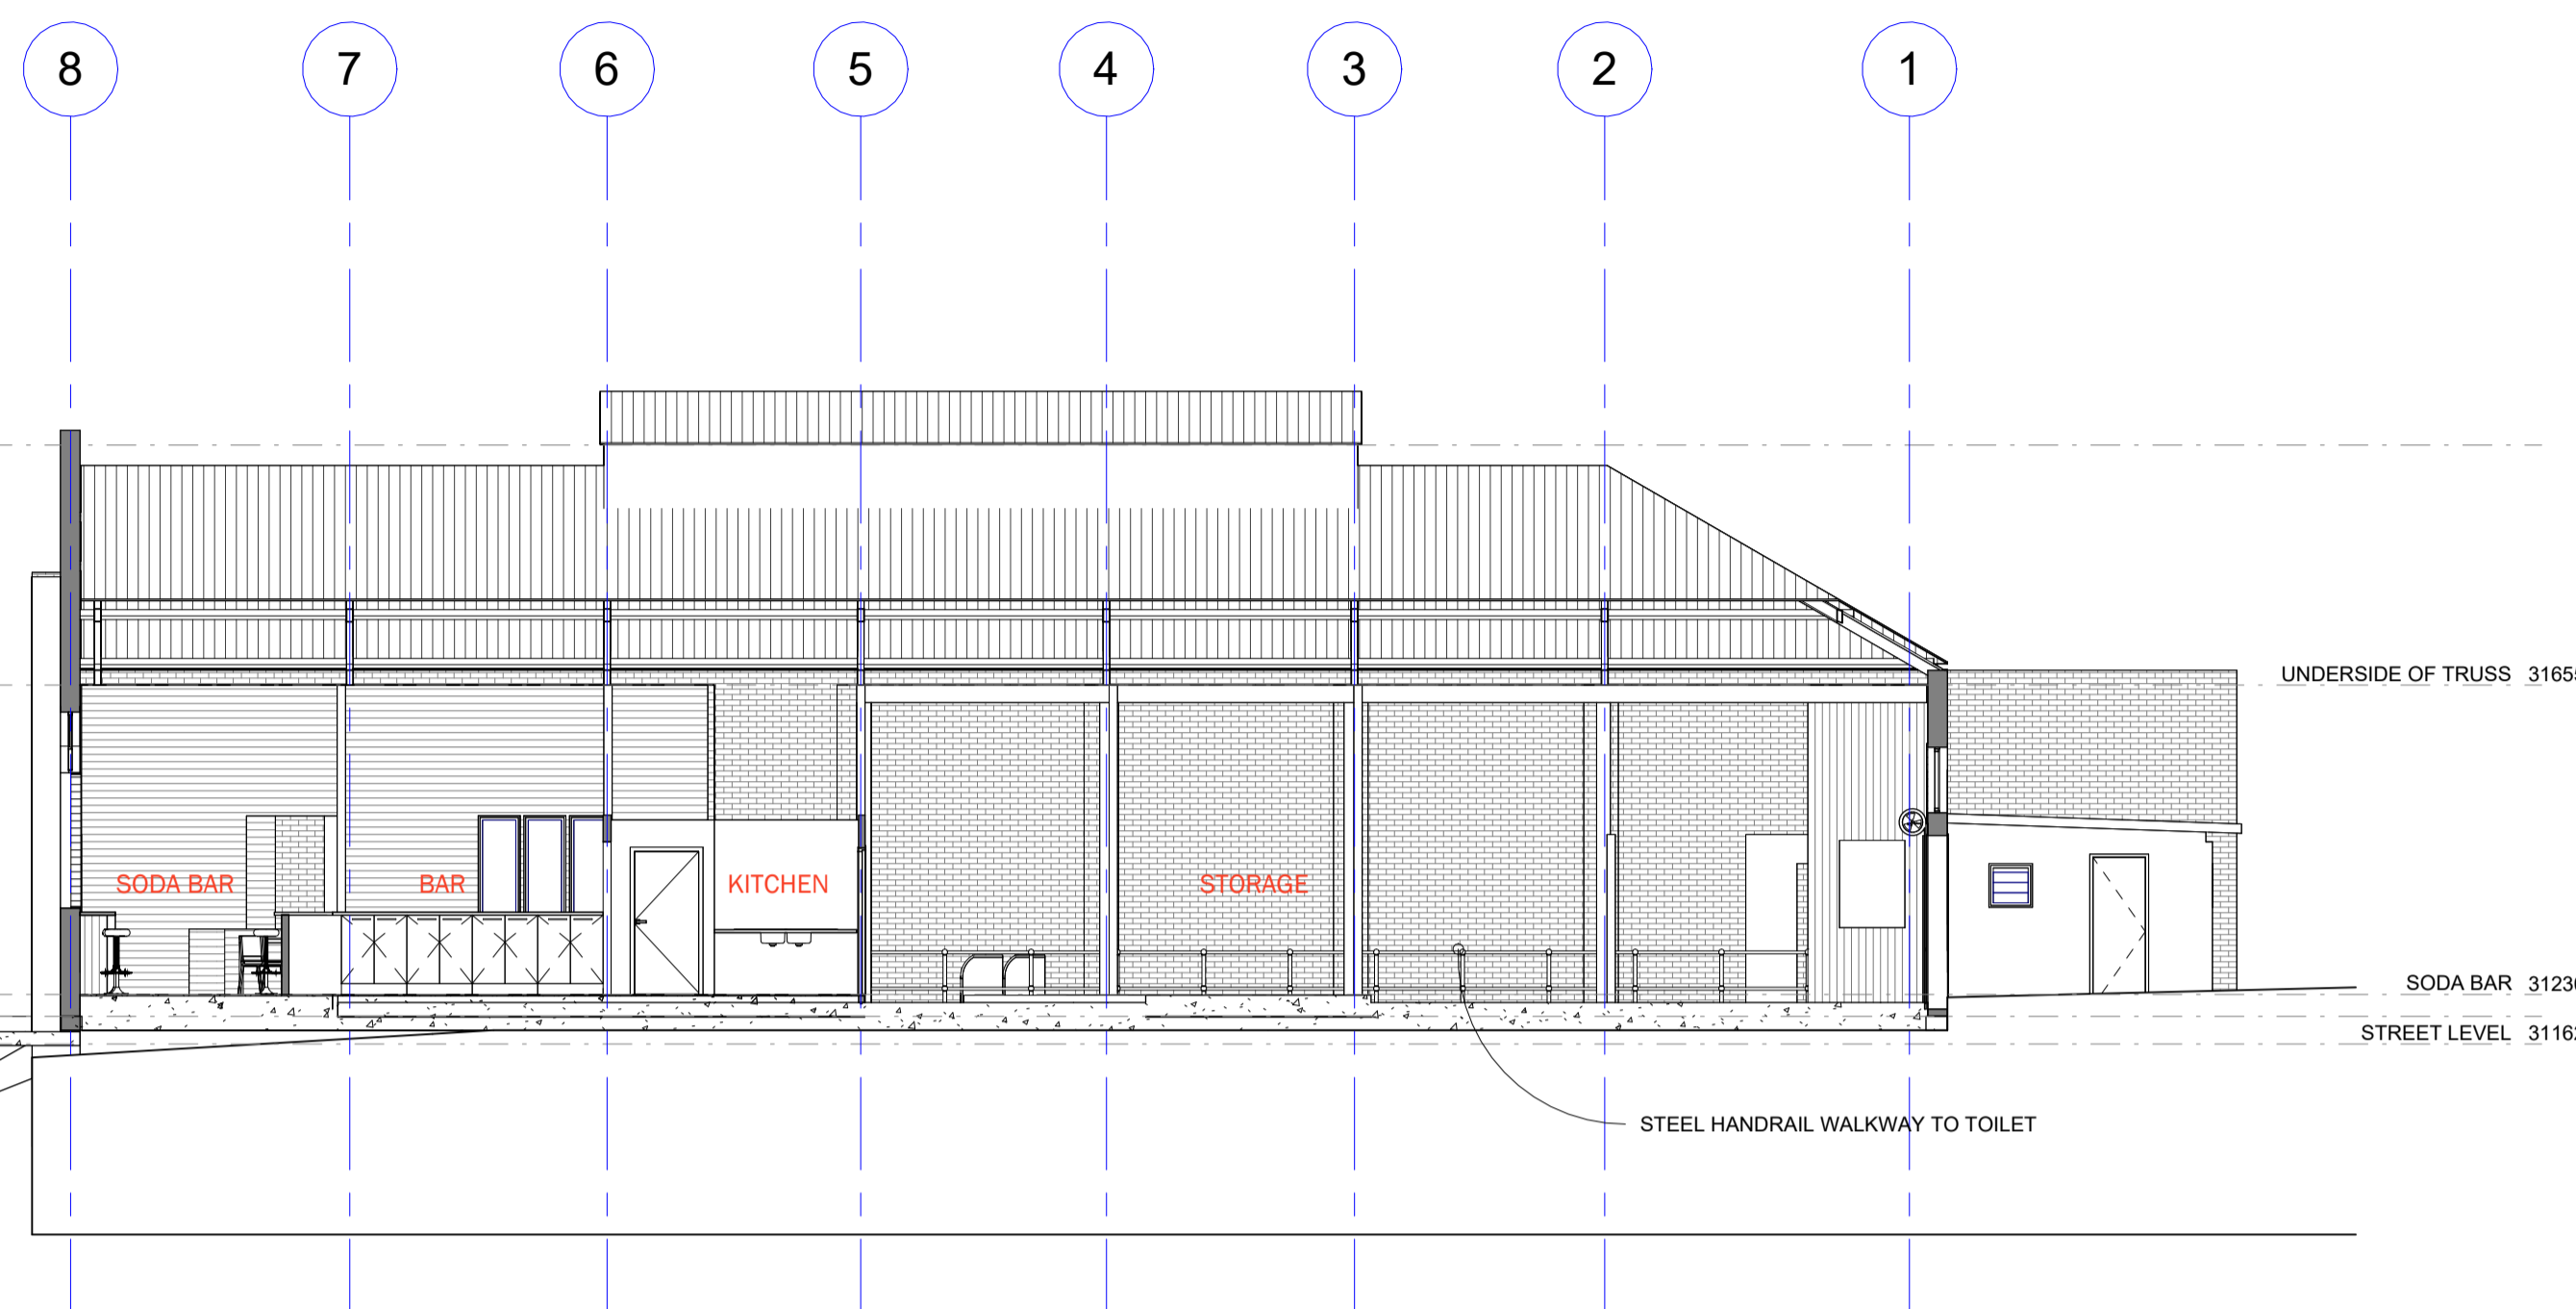 8 7 6 5 4 3 2 1
UNDERSIDE OF TRUSS
SODA BAR BAR KITCHEN STORAGE
SODA BAR
STREET LEVEL
STEEL HANDRAIL WALKWAY TO TOILET